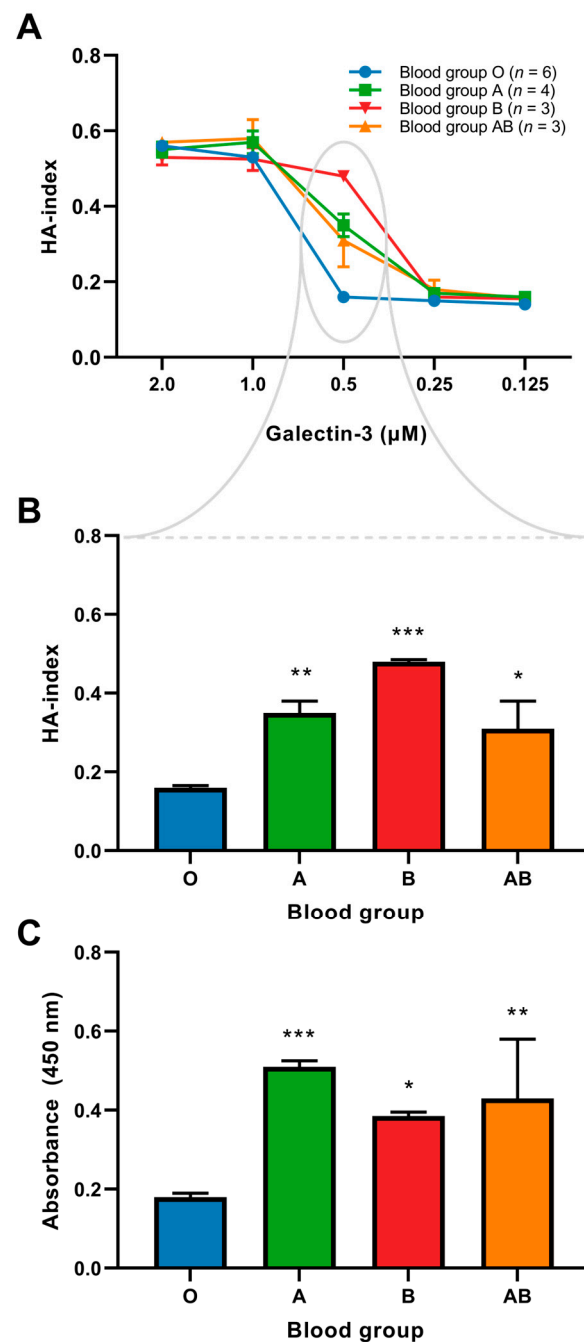 A
0.8
Blood group O (n = 6)
Blood group A (n = 4)
Blood group B (n = 3)
Blood group AB (n = 3)
0.6
HA-index
0.4
0.2
0.0
2.0 1.0 0.5 0.25 0.125
Galectin-3 (µM)
B
0.8
0.6
***
HA-index
**
*
0.4
0.2
0.0
O A B AB
Blood group
C
0.8
Absorbance (450 nm)
0.6
***
**
*
0.4
0.2
0.0
O A B AB
Blood group